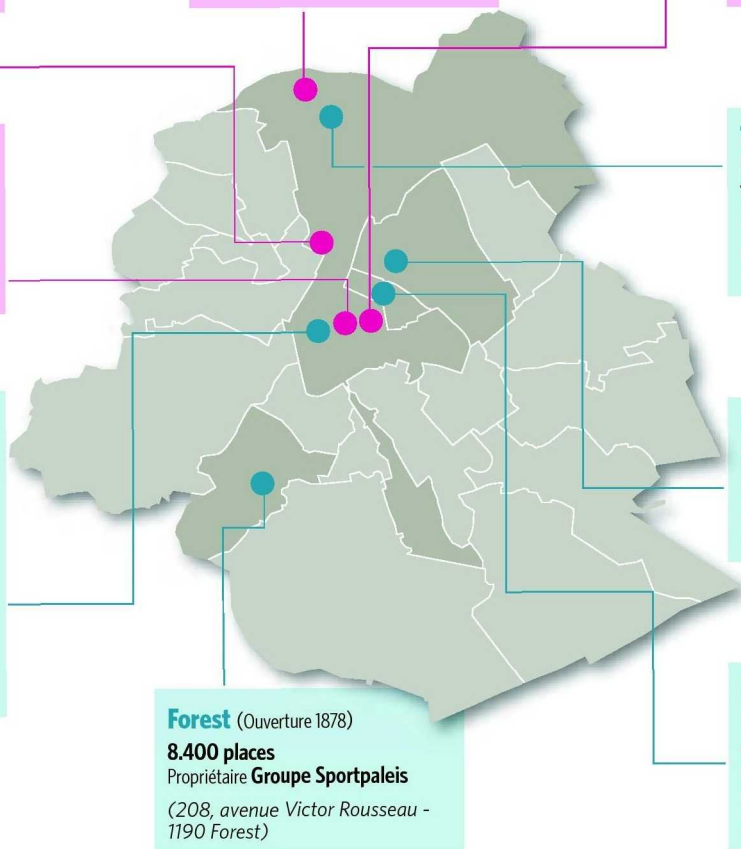 Forest (Ouverture 1878)
8.400 places
Propriétaire Groupe Sportpaleis
(208, avenue Victor Rousseau -
1190 Forest)